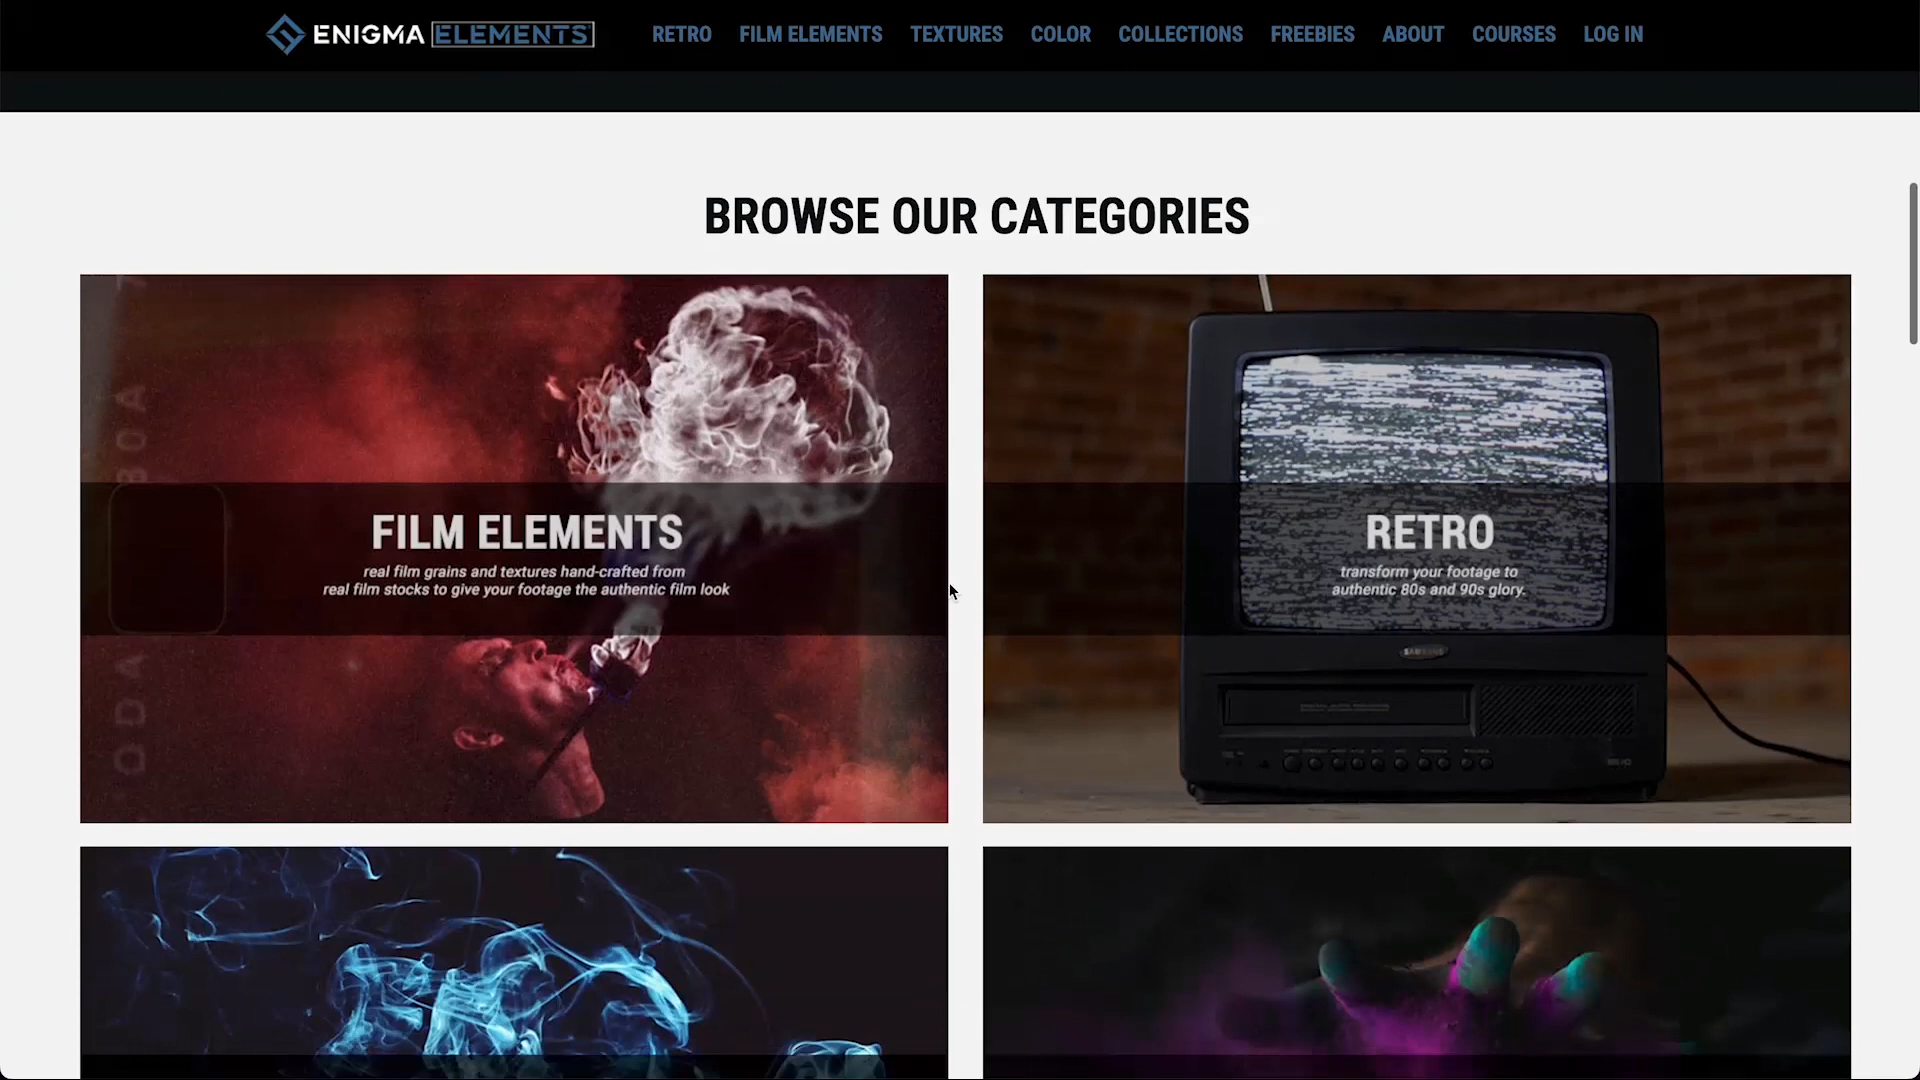 ENIGMA ELEMENTS
RETRO FILM ELEMENTS TEXTURES COLOR COLLECTIONS FREEBIES ABOUT COURSES LOG IN
BROWSE OUR CATEGORIES
FILM ELEMENTS
real film grains and textures hand-crafted from
real film stocks to give your footage the authentic film look
RETRO
transform your footage to
authentic 80s and 90s glory.
SAMSUNG